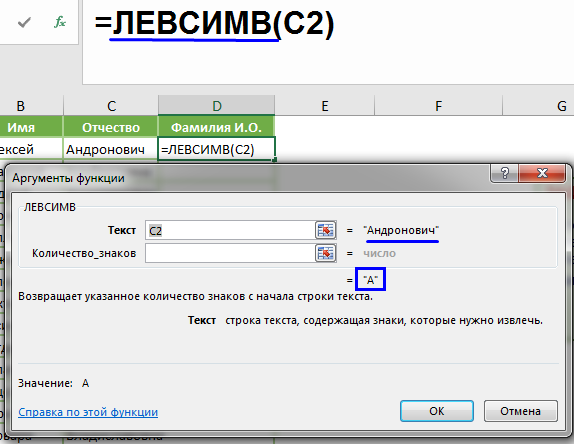 fx =ЛЕВСИМВ(C2)
B C D E F G
Имя Отчество Фамилия И.О.
ексей Андронович =ЛЕВСИМВ(C2)
Аргументы функции
ЛЕВСИМВ
Текст C2 = "Андронович"
Количество_знаков = число
= "А"
Возвращает указанное количество знаков с начала строки текста.
Текст строка текста, содержащая знаки, которые нужно извлечь.
Значение: А
Справка по этой функции OK Отмена